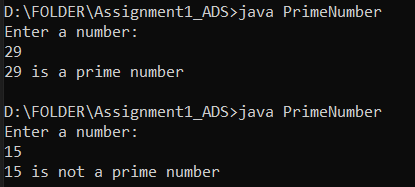 D:\FOLDER\Assignment1_ADS>java PrimeNumber
Enter a number:
29
29 is a prime number
D:\FOLDER\Assignment1_ADS>java PrimeNumber
Enter a number:
15
15 is not a prime number